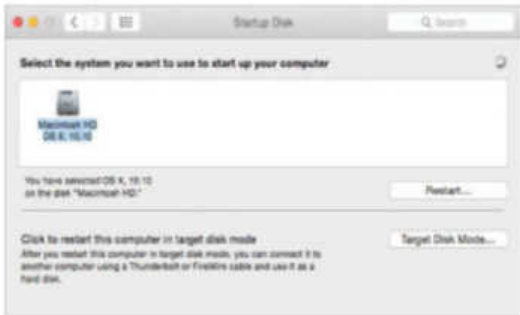 Startup Disk
Search
Select the system you want to use to start up your computer
Macintosh HD
OS X, 10.10
You have selected OS X, 10.10
on the disk "Macintosh HD."
Restart...
Click to restart this computer in target disk mode
Target Disk Mode...
After you restart this computer in target disk mode, you can connect it to
another computer using a Thunderbolt or FireWire cable and use it as a
hard disk.